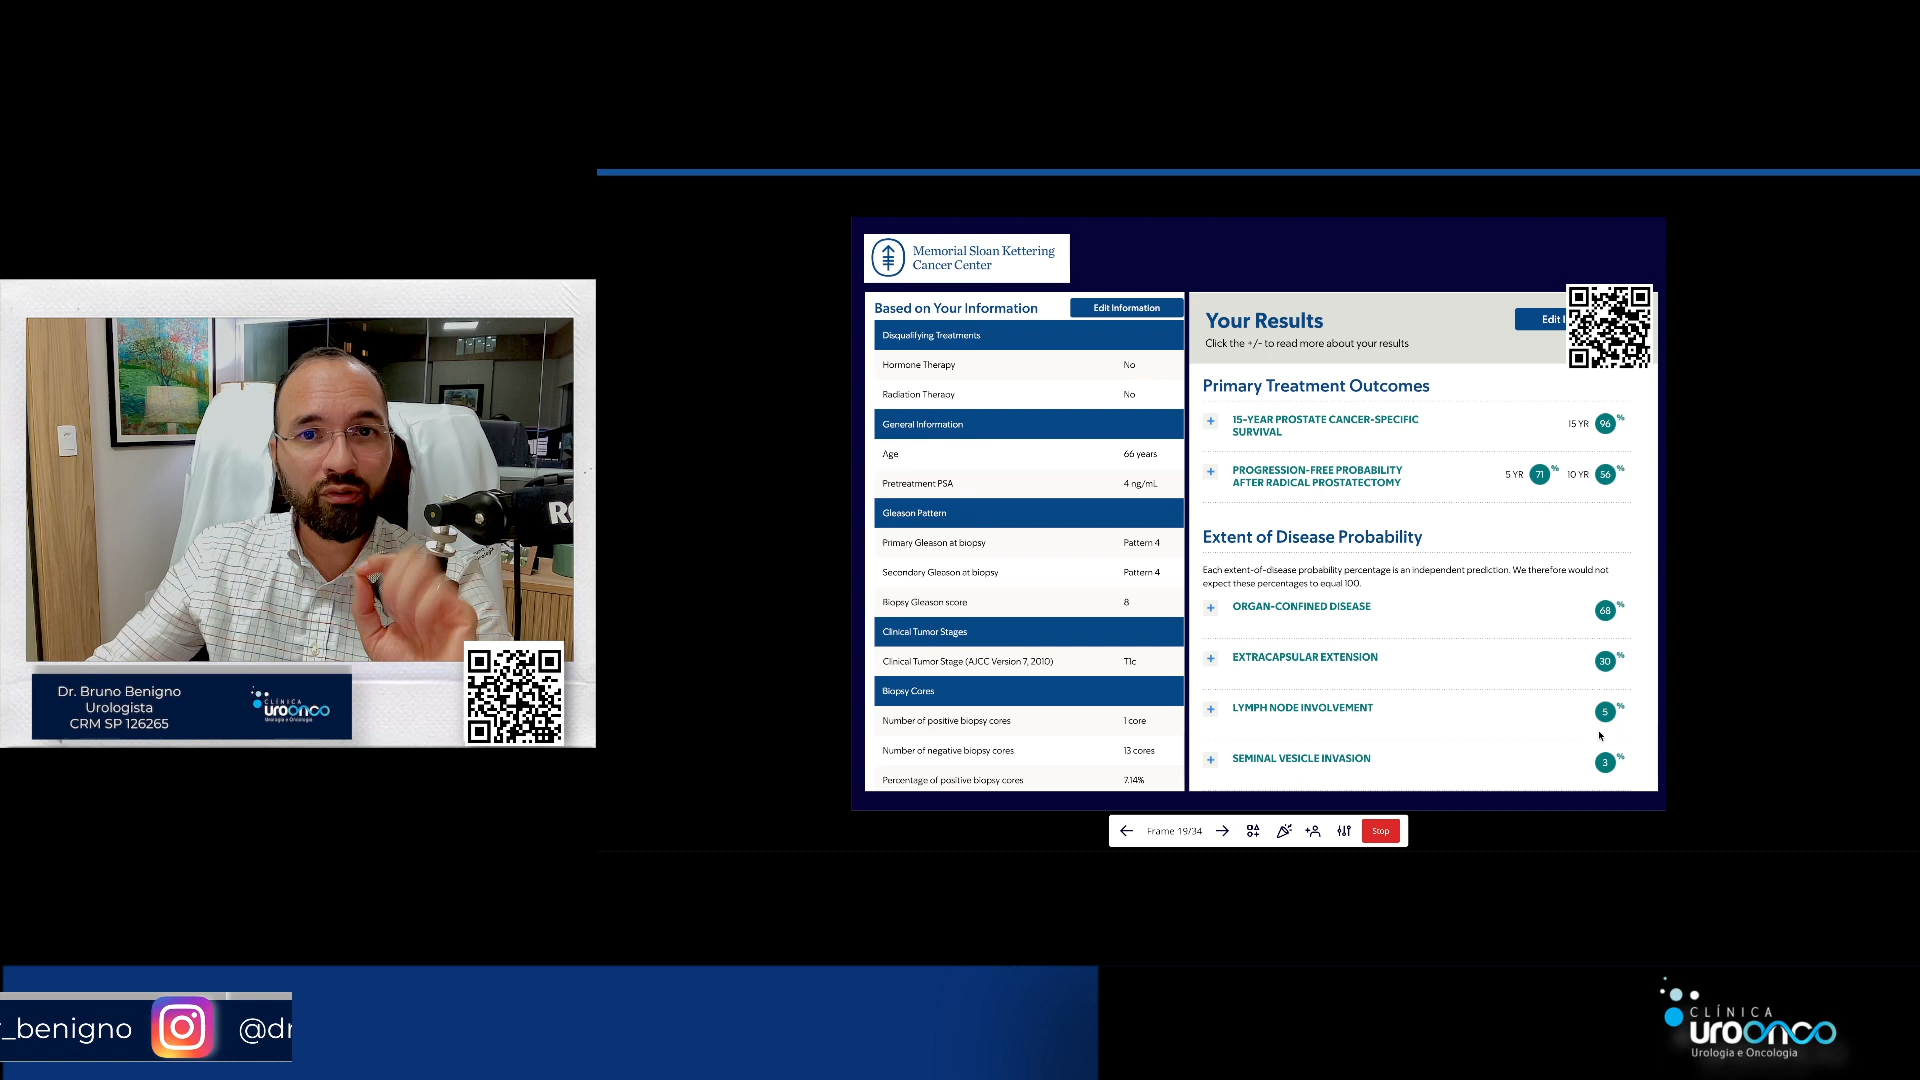 Memorial Sloan Kettering
Cancer Center
Based on Your Information
Edit Information
Disqualifying Treatments
Hormone Therapy No
Radiation Therapy No
General Information
Age 66 years
Pretreatment PSA 4 ng/mL
Gleason Pattern
Primary Gleason at biopsy Pattern 4
Secondary Gleason at biopsy Pattern 4
Biopsy Gleason score 8
Clinical Tumor Stages
Clinical Tumor Stage (AJCC Version 7, 2010) T1c
Biopsy Cores
Number of positive biopsy cores 1 core
Number of negative biopsy cores 13 cores
Percentage of positive biopsy cores 7.14%
Your Results
Edit I
Click the +/- to read more about your results
Primary Treatment Outcomes
+ 15-YEAR PROSTATE CANCER-SPECIFIC
SURVIVAL
15 YR 96 %
+ PROGRESSION-FREE PROBABILITY
AFTER RADICAL PROSTATECTOMY
5 YR 71 % 10 YR 56 %
Extent of Disease Probability
Each extent-of-disease probability percentage is an independent prediction. We therefore would not
expect these percentages to equal 100.
+ ORGAN-CONFINED DISEASE 68 %
+ EXTRACAPSULAR EXTENSION 30 %
+ LYMPH NODE INVOLVEMENT 5 %
+ SEMINAL VESICLE INVASION 3 %
Frame 19/34
Stop
Dr. Bruno Benigno
Urologista
CRM SP 126265
CLÍNICA
uroonco
Urologia e Oncologia
_benigno @dr
CLÍNICA
uroonco
Urologia e Oncologia